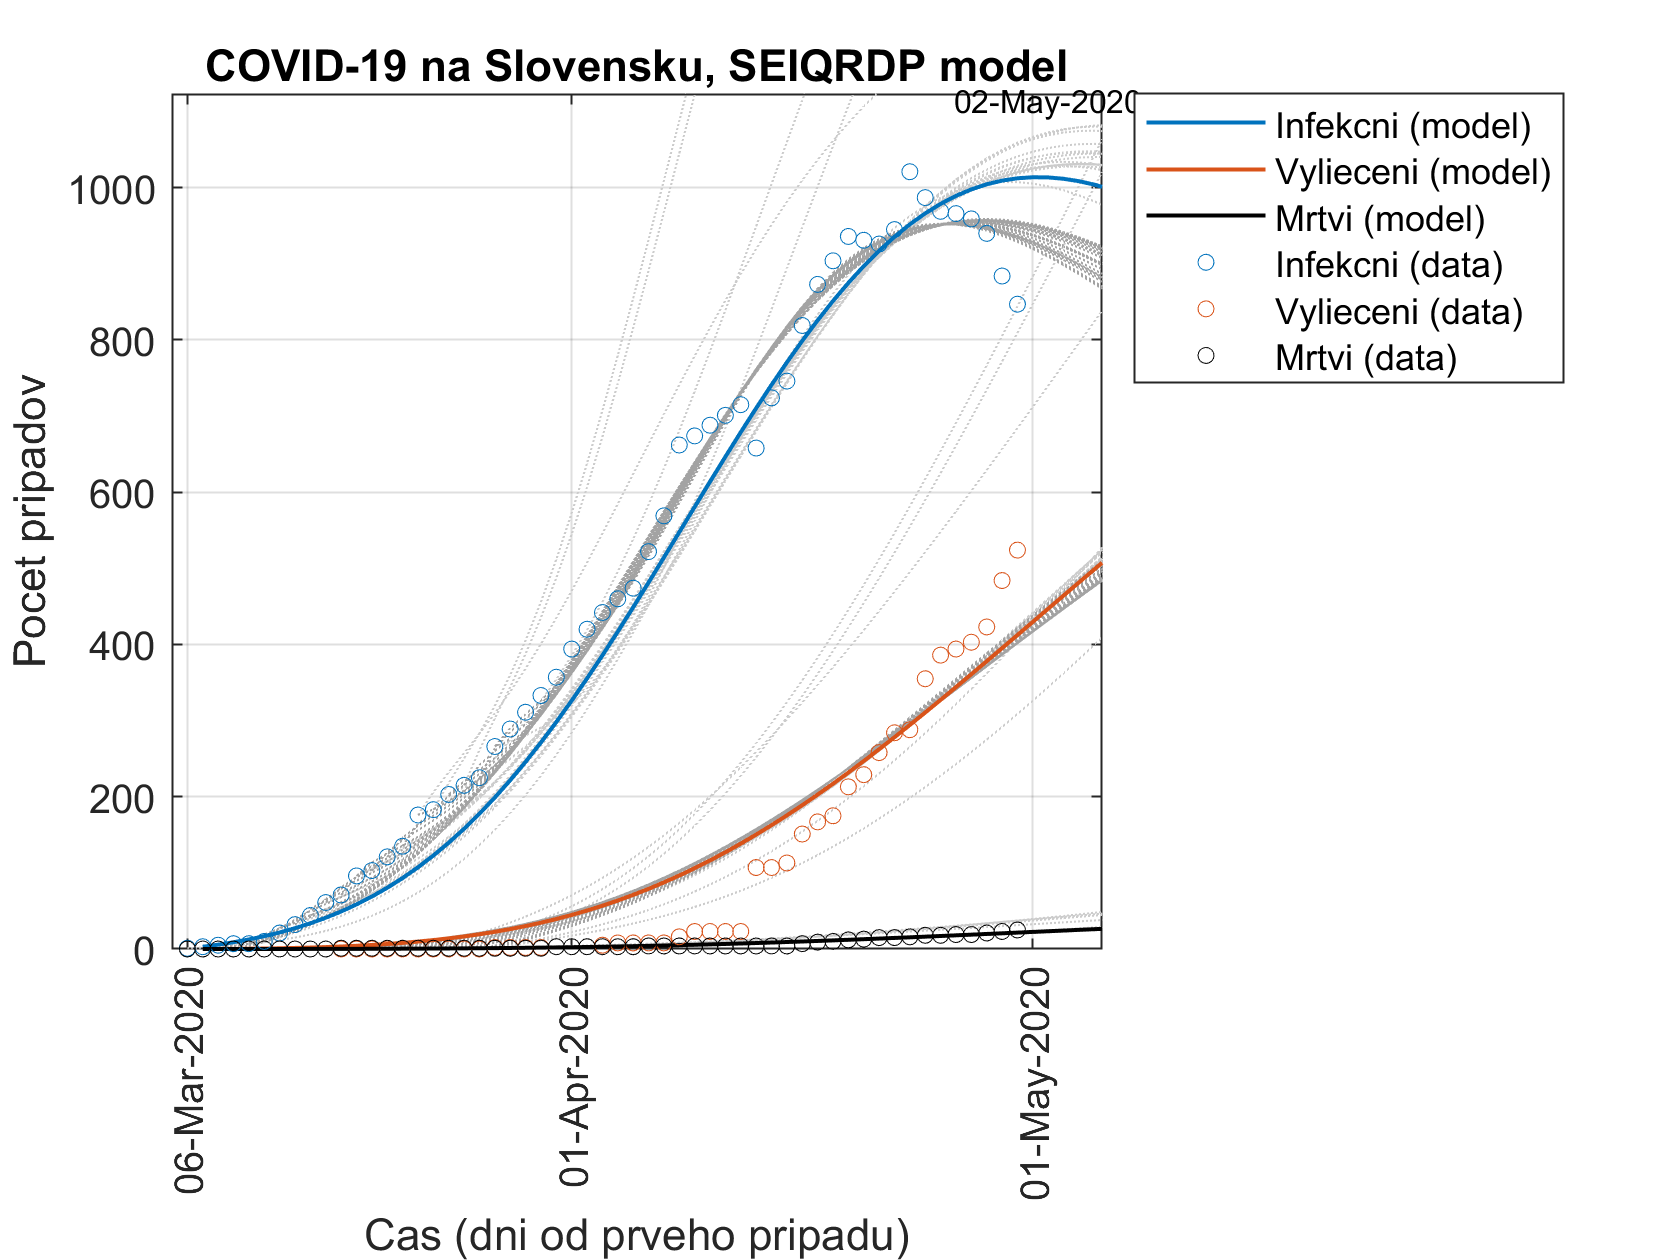 COVID-19 na Slovensku, SEIQRDP model
02-May-2020
Infekcni (model)
Vylieceni (model)
Mrtvi (model)
Infekcni (data)
Vylieceni (data)
Mrtvi (data)
Pocet pripadov
1000
800
600
400
200
0
06-Mar-2020
01-Apr-2020
01-May-2020
Cas (dni od prveho pripadu)